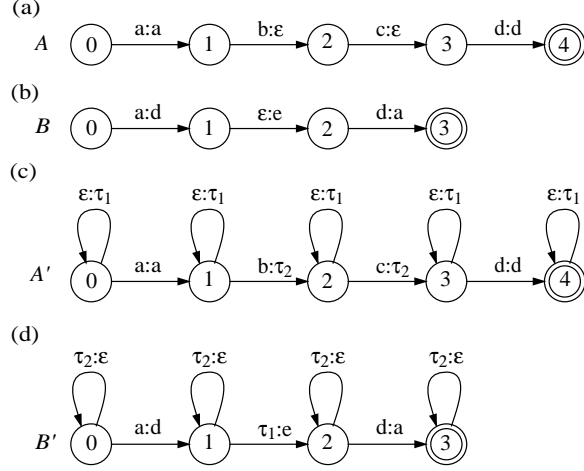 (a)
a:a b:ε c:ε d:d
A 0 1 2 3 4
(b)
a:d ε:e d:a
B 0 1 2 3
(c)
ε:τ1 ε:τ1 ε:τ1 ε:τ1 ε:τ1
a:a b:τ2 c:τ2 d:d
A′ 0 1 2 3 4
(d)
τ2:ε τ2:ε τ2:ε τ2:ε
a:d τ1:e d:a
B′ 0 1 2 3